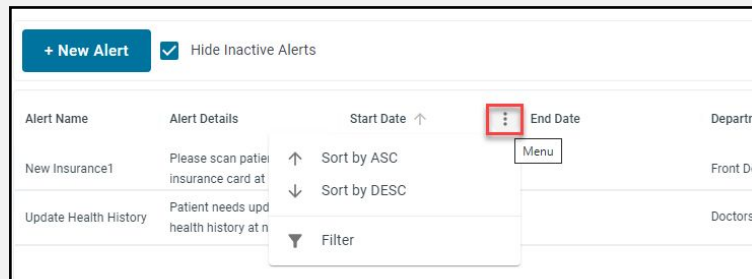 + New Alert
Hide Inactive Alerts
Alert Name Alert Details Start Date End Date
New Insurance1
Please scan
insurance card at
Front
Update Health History
Patient needs
health history at
Doctors
Sort by ASC
Sort by DESC
Filter
Menu